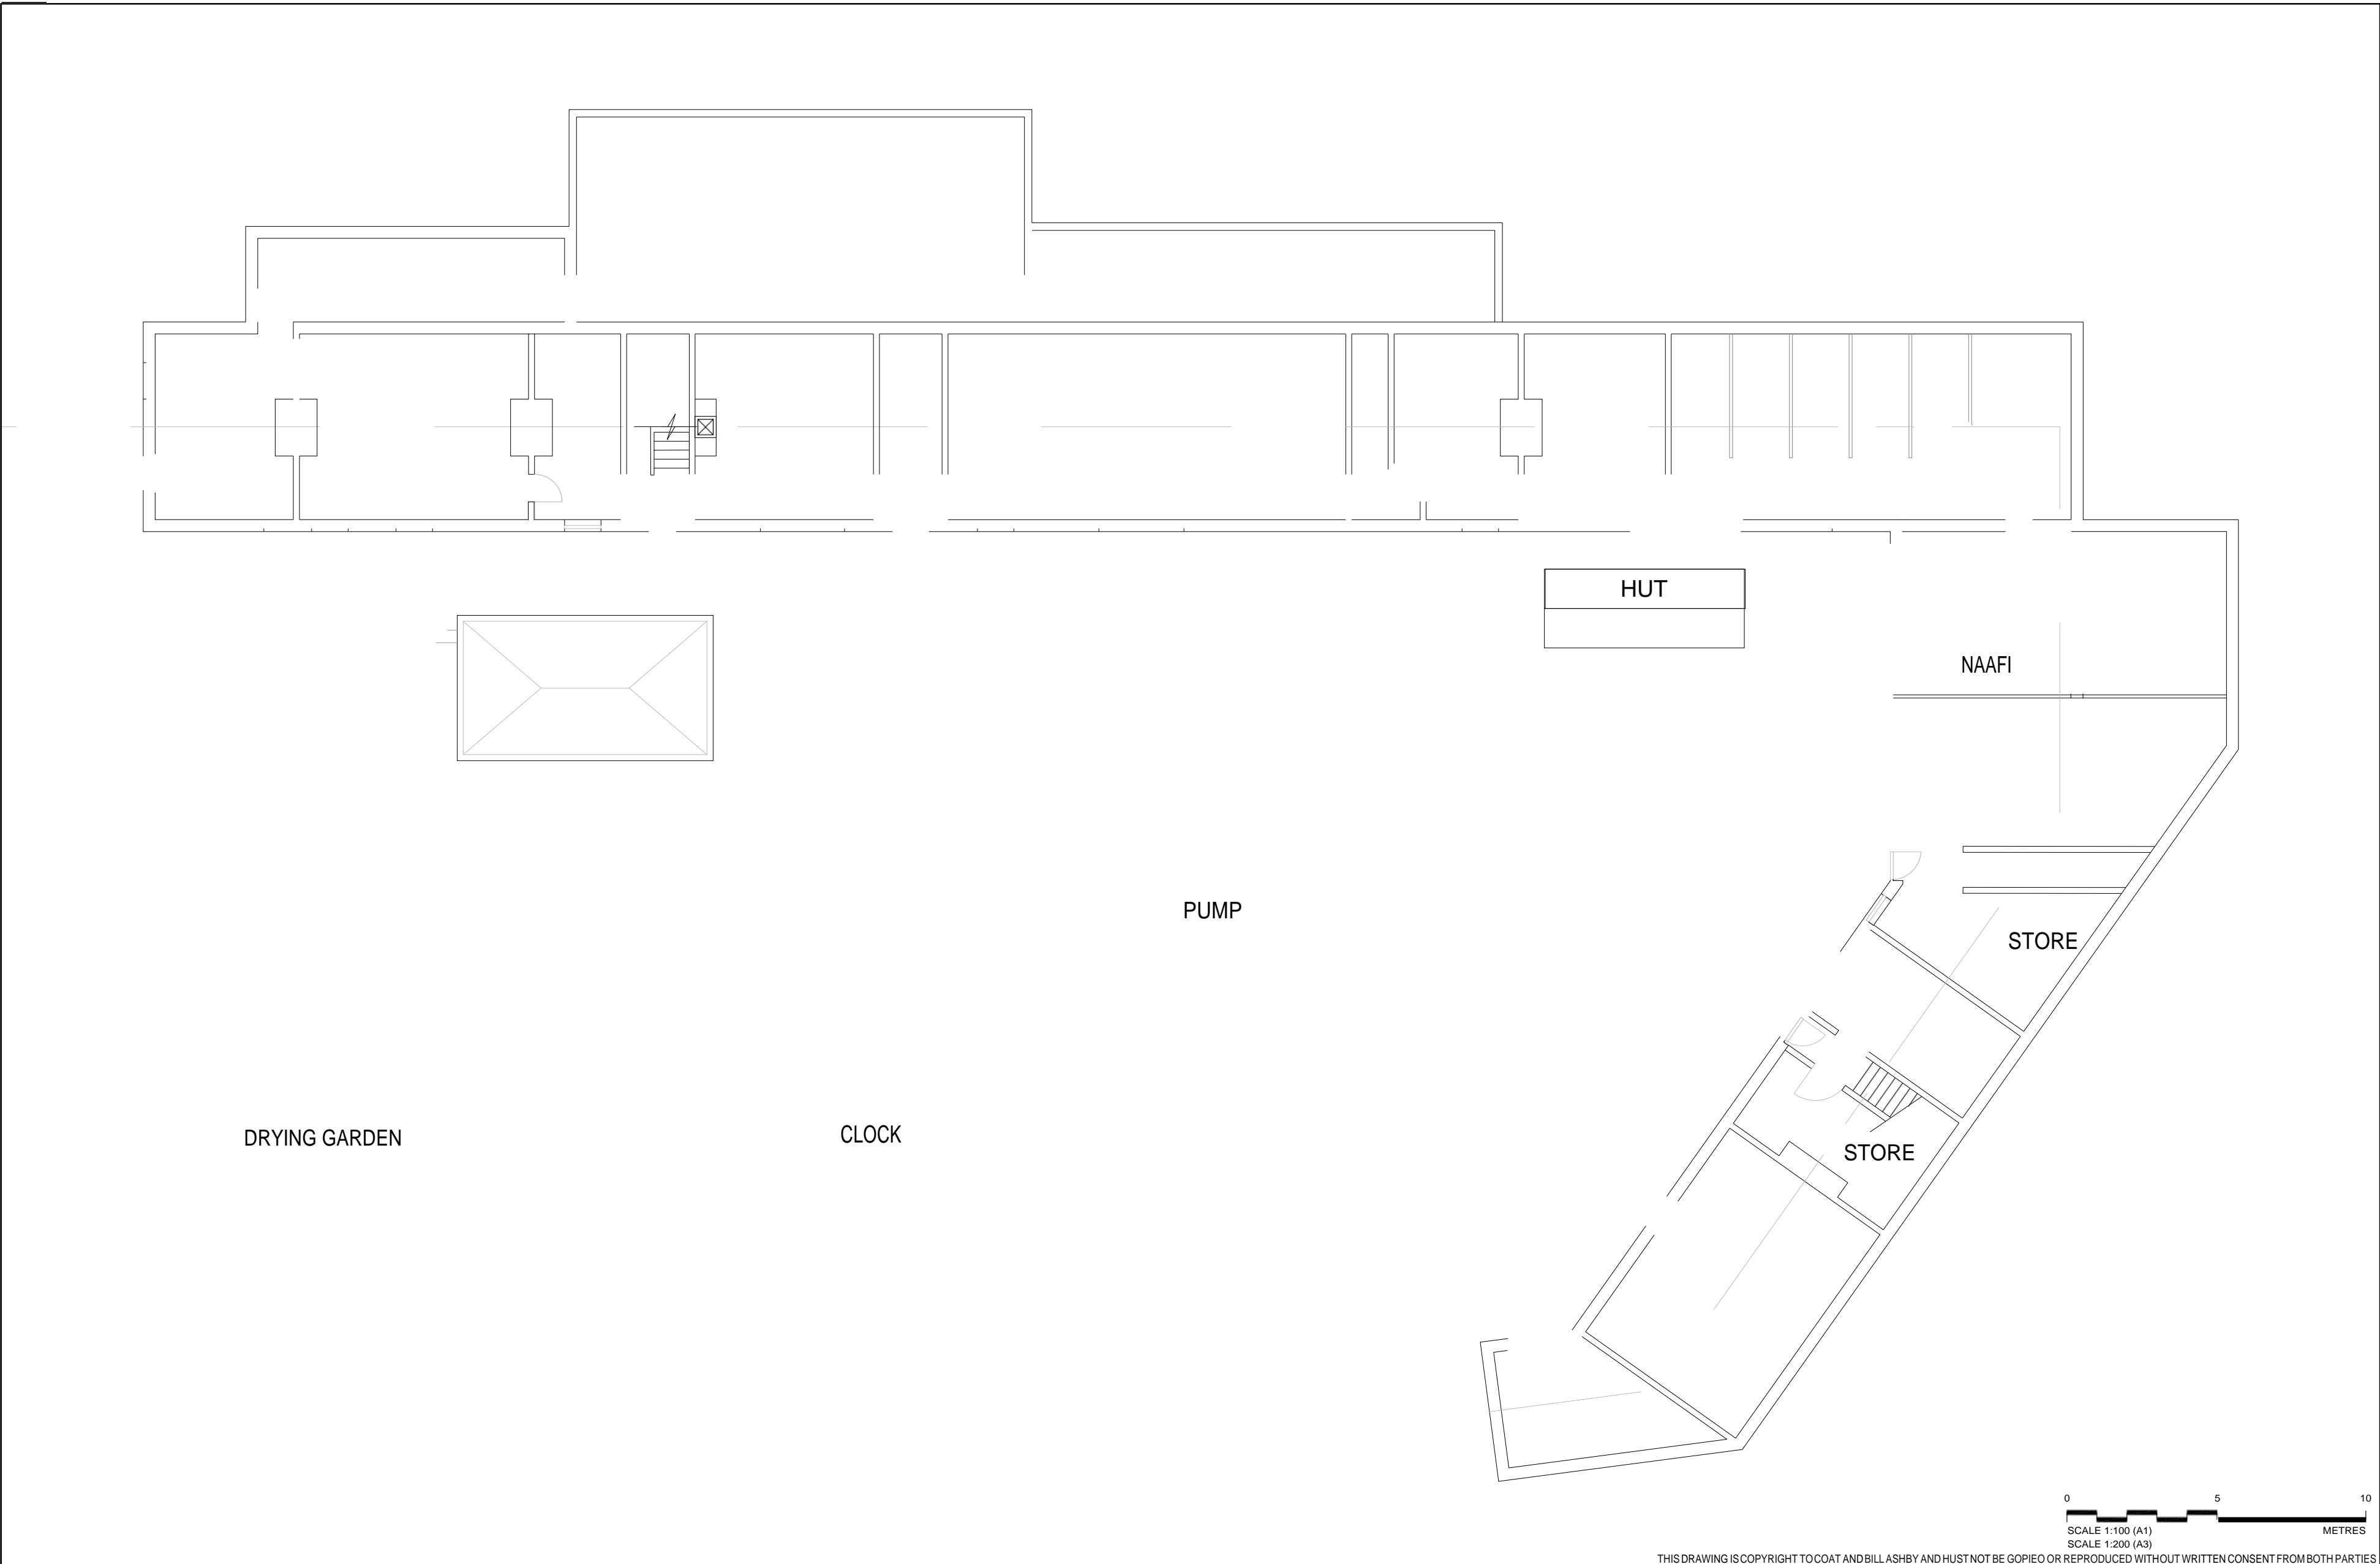 HUT
NAAFI
PUMP
STORE
DRYING GARDEN
CLOCK
STORE
0 5 10
SCALE 1:100 (A1) METRES
SCALE 1:200 (A3)
THIS DRAWING IS COPYRIGHT TO COAT AND BILL ASHBY AND HUST NOT BE GOPIEO OR REPRODUCED WITHOUT WRITTEN CONSENT FROM BOTH PARTIES.